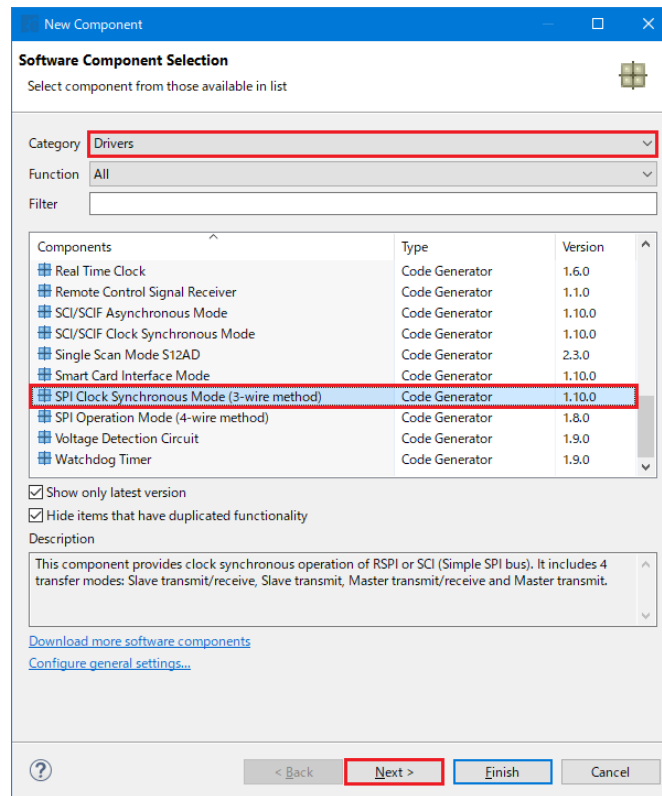 New Component
Software Component Selection
Select component from those available in list
Category Drivers
Function All
Filter
Components Type Version
Real Time Clock Code Generator 1.6.0
Remote Control Signal Receiver Code Generator 1.1.0
SCI/SCIF Asynchronous Mode Code Generator 1.10.0
SCI/SCIF Clock Synchronous Mode Code Generator 1.10.0
Single Scan Mode S12AD Code Generator 2.3.0
Smart Card Interface Mode Code Generator 1.10.0
SPI Clock Synchronous Mode (3-wire method) Code Generator 1.10.0
SPI Operation Mode (4-wire method) Code Generator 1.8.0
Voltage Detection Circuit Code Generator 1.9.0
Watchdog Timer Code Generator 1.9.0
Show only latest version
Hide items that have duplicated functionality
Description
This component provides clock synchronous operation of RSPI or SCI (Simple SPI bus). It includes 4
transfer modes: Slave transmit/receive, Slave transmit, Master transmit/receive and Master transmit.
Download more software components
Configure general settings...
? < Back Next > Finish Cancel